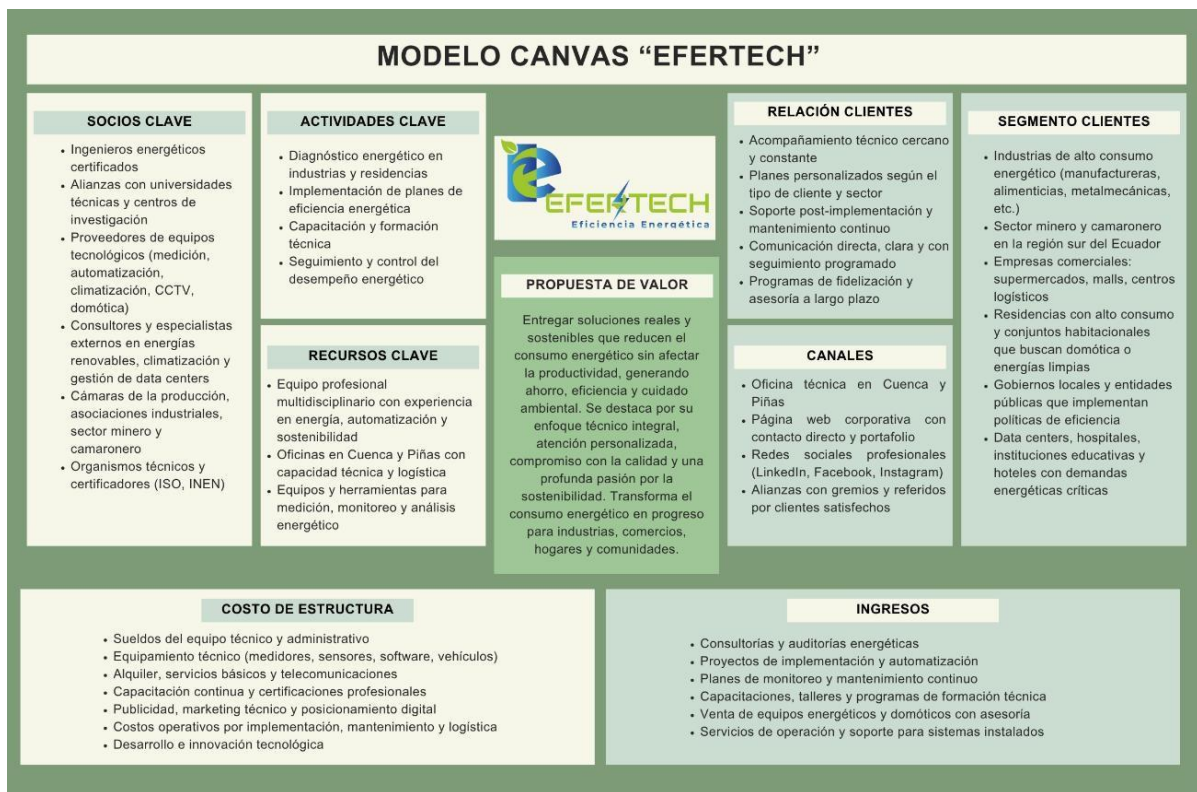 MODELO CANVAS “EFERTECH”
SOCIOS CLAVE
• Ingenieros energéticos
certificados
• Alianzas con universidades
técnicas y centros de
investigación
• Proveedores de equipos
tecnológicos (medición,
automatización,
climatización, CCTV,
domótica)
• Consultores y especialistas
externos en energías
renovables, climatización y
gestión de data centers
• Cámaras de la producción,
asociaciones industriales,
sector minero y
camaronero
• Organismos técnicos y
certificadores (ISO, INEN)
ACTIVIDADES CLAVE
• Diagnóstico energético en
industrias y residencias
• Implementación de planes de
eficiencia energética
• Capacitación y formación
técnica
• Seguimiento y control del
desempeño energético
RECURSOS CLAVE
• Equipo profesional
multidisciplinario con experiencia
en energía, automatización y
sostenibilidad
• Oficinas en Cuenca y Piñas con
capacidad técnica y logística
• Equipos y herramientas para
medición, monitoreo y análisis
energético
EFERTECH
Eficiencia Energética
PROPUESTA DE VALOR
Entregar soluciones reales y
sostenibles que reducen el
consumo energético sin afectar
la productividad, generando
ahorro, eficiencia y cuidado
ambiental. Se destaca por su
enfoque técnico integral,
atención personalizada,
compromiso con la calidad y una
profunda pasión por la
sostenibilidad. Transforma el
consumo energético en progreso
para industrias, comercios,
hogares y comunidades.
RELACIÓN CLIENTES
• Acompañamiento técnico cercano
y constante
• Planes personalizados según el
tipo de cliente y sector
• Soporte post-implementación y
mantenimiento continuo
• Comunicación directa, clara y con
seguimiento programado
• Programas de fidelización y
asesoría a largo plazo
CANALES
• Oficina técnica en Cuenca y
Piñas
• Página web corporativa con
contacto directo y portafolio
• Redes sociales profesionales
(LinkedIn, Facebook, Instagram)
• Alianzas con gremios y referidos
por clientes satisfechos
SEGMENTO CLIENTES
• Industrias de alto consumo
energético (manufactureras,
alimenticias, metalmecánicas,
etc.)
• Sector minero y camaronero
en la región sur del Ecuador
• Empresas comerciales:
supermercados, malls, centros
logísticos
• Residencias con alto consumo
y conjuntos habitacionales
que buscan domótica o
energías limpias
• Gobiernos locales y entidades
públicas que implementan
políticas de eficiencia
• Data centers, hospitales,
instituciones educativas y
hoteles con demandas
energéticas críticas
COSTO DE ESTRUCTURA
• Sueldos del equipo técnico y administrativo
• Equipamiento técnico (medidores, sensores, software, vehículos)
• Alquiler, servicios básicos y telecomunicaciones
• Capacitación continua y certificaciones profesionales
• Publicidad, marketing técnico y posicionamiento digital
• Costos operativos por implementación, mantenimiento y logística
• Desarrollo e innovación tecnológica
INGRESOS
• Consultorías y auditorías energéticas
• Proyectos de implementación y automatización
• Planes de monitoreo y mantenimiento continuo
• Capacitaciones, talleres y programas de formación técnica
• Venta de equipos energéticos y domóticos con asesoría
• Servicios de operación y soporte para sistemas instalados